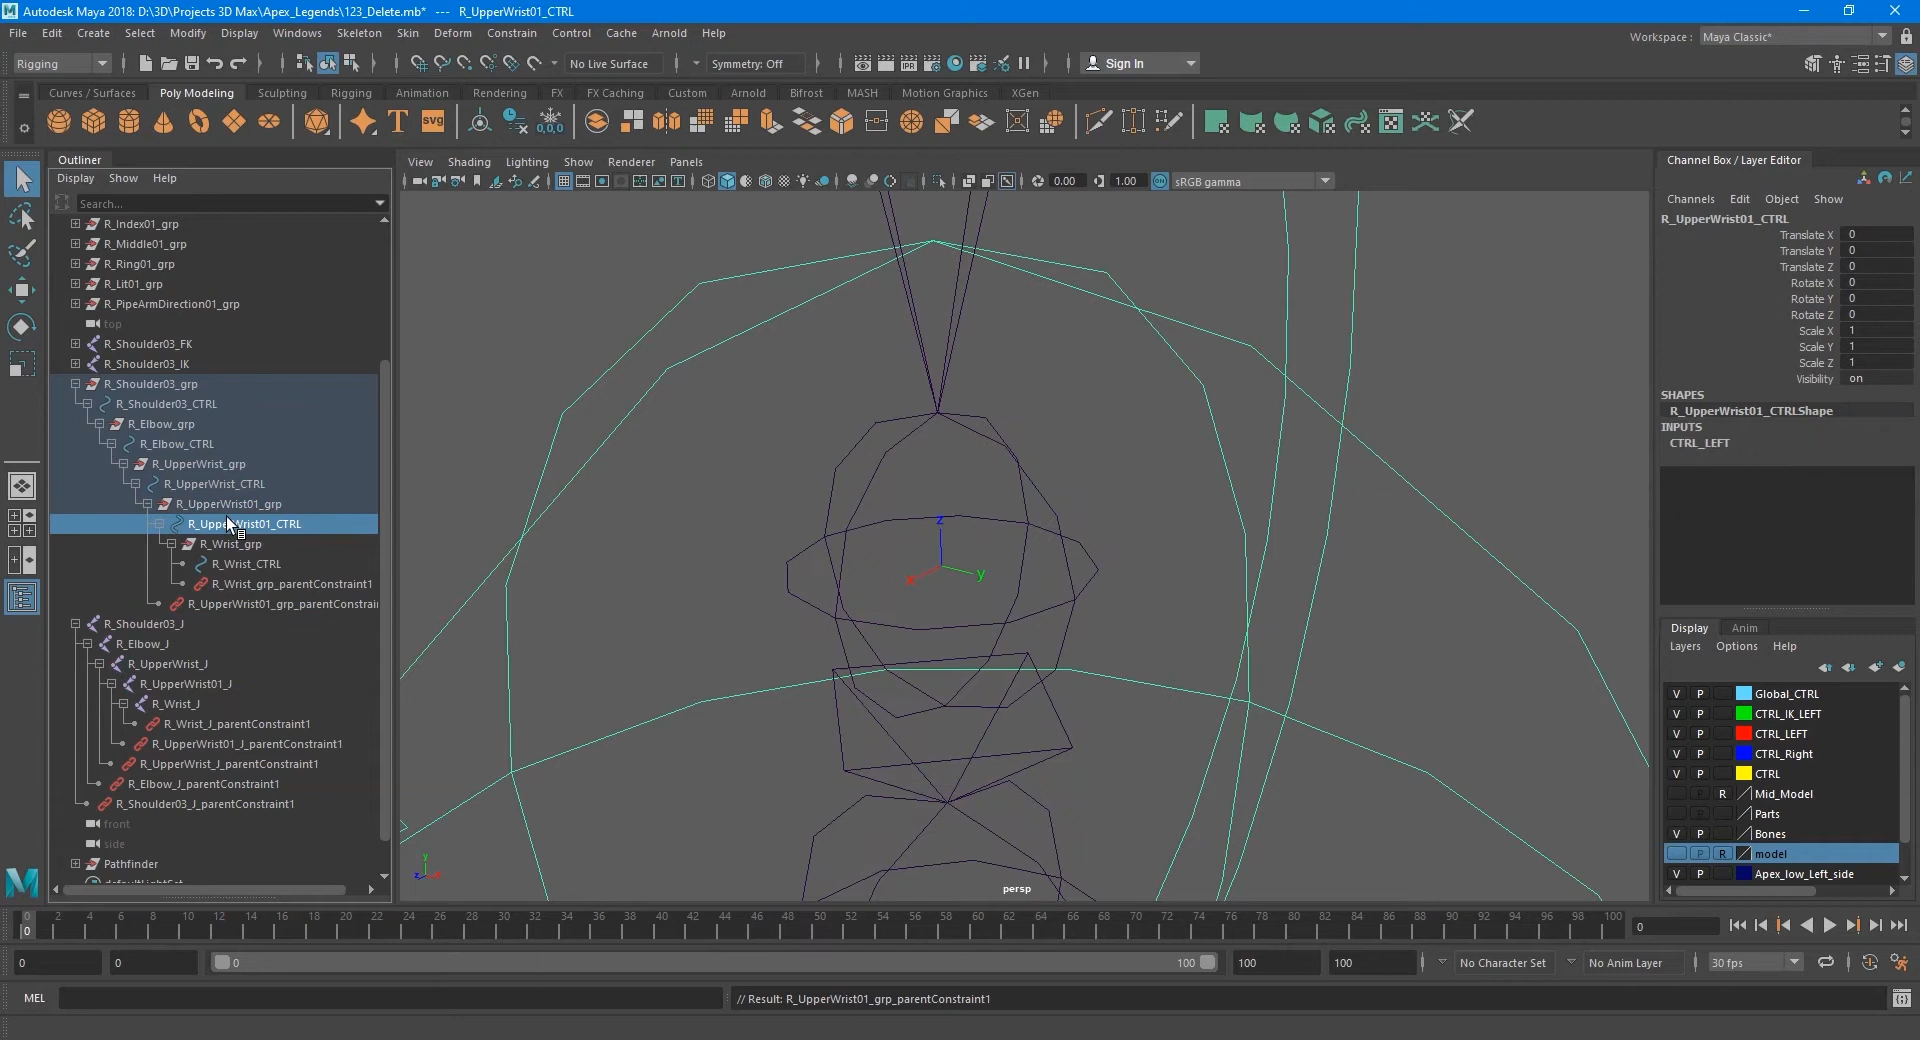 Autodesk Maya 2018: D:\3D\Projects 3D Max\Apex_Legends\123_Delete.mb* --- R_UpperWrist01_CTRL
File Edit Create Select Modify Display Windows Skeleton Skin Deform Constrain Control Cache Arnold Help
Workspace : Maya Classic*
Rigging No Live Surface Symmetry: Off Sign In
Curves / Surfaces Poly Modeling Sculpting Rigging Animation Rendering FX FX Caching Custom Arnold Bifrost MASH Motion Graphics XGen
T SVG 0,0,0
Outliner
Display Show Help
Search...
R_Index01_grp
R_Middle01_grp
R_Ring01_grp
R_Lit01_grp
R_PipeArmDirection01_grp
top
R_Shoulder03_FK
R_Shoulder03_IK
R_Shoulder03_grp
R_Shoulder03_CTRL
R_Elbow_grp
R_Elbow_CTRL
R_UpperWrist_grp
R_UpperWrist_CTRL
R_UpperWrist01_grp
R_UpperWrist01_CTRL
R_Wrist_grp
R_Wrist_CTRL
R_Wrist_grp_parentConstraint1
R_UpperWrist01_grp_parentConstrai
R_Shoulder03_J
R_Elbow_J
R_UpperWrist_J
R_UpperWrist01_J
R_Wrist_J
R_Wrist_J_parentConstraint1
R_UpperWrist01_J_parentConstraint1
R_UpperWrist_J_parentConstraint1
R_Elbow_J_parentConstraint1
R_Shoulder03_J_parentConstraint1
front
side
Pathfinder
View Shading Lighting Show Renderer Panels
0.00 1.00 sRGB gamma
z
x y
y
z x
persp
Channel Box / Layer Editor
Channels Edit Object Show
R_UpperWrist01_CTRL
Translate X 0
Translate Y 0
Translate Z 0
Rotate X 0
Rotate Y 0
Rotate Z 0
Scale X 1
Scale Y 1
Scale Z 1
Visibility on
SHAPES
R_UpperWrist01_CTRLShape
INPUTS
CTRL_LEFT
Display Anim
Layers Options Help
V P Global_CTRL
V P CTRL_IK_LEFT
V P CTRL_LEFT
V P CTRL_Right
V P CTRL
P R Mid_Model
P Parts
V P Bones
P R model
V P Apex_low_Left_side
0 2 4 6 8 10 12 14 16 18 20 22 24 26 28 30 32 34 36 38 40 42 44 46 48 50 52 54 56 58 60 62 64 66 68 70 72 74 76 78 80 82 84 86 88 90 92 94 96 98 100
0 0
0 0 0 100 100 100 No Character Set No Anim Layer 30 fps
MEL // Result: R_UpperWrist01_grp_parentConstraint1